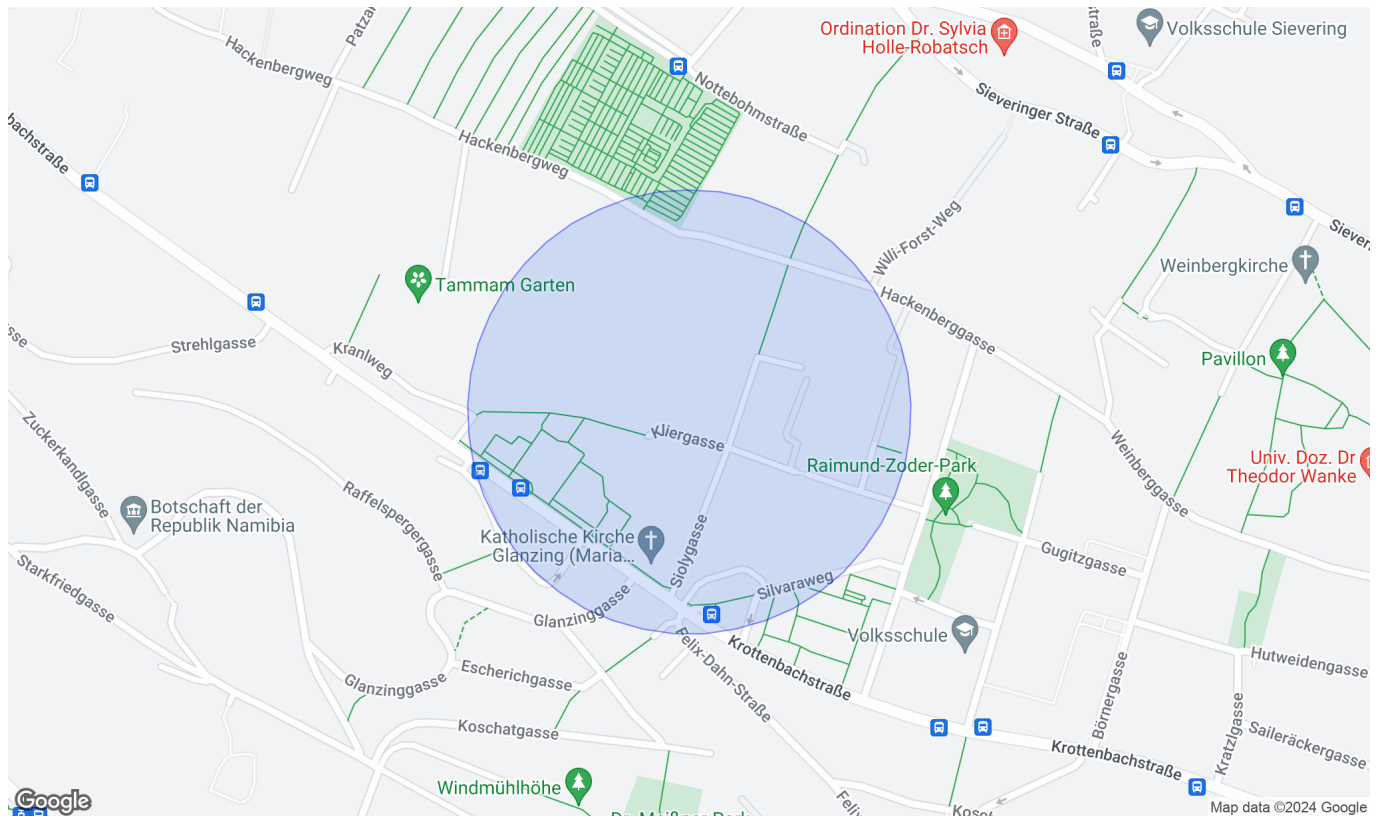 Ordination Dr. Sylvia
Holle-Robatsch
Volksschule Sievering
Hackenbergweg
Nottebohmstraße
Sieveringer Straße
Hackenbergweg
Willi-Forst-Weg
Weinbergkirche
Tammam Garten
Hackenberggasse
Strehlgasse
Kranlweg
Pavillon
Zuckerkandlgasse
Kliergasse
Weinberggasse
Raimund-Zoder-Park
Univ. Doz. Dr
Theodor Wanke
Raffelspergergasse
Botschaft der
Republik Namibia
Katholische Kirche
Glanzing (Maria...
Siolygasse
Gugitzgasse
Starkfriedgasse
Silvaraweg
Glanzinggasse
Volksschule
Krottenbachstraße
Hutweidengasse
Felix-Dahn-Straße
Escherichgasse
Glanzinggasse
Börnergasse
Kratzlgasse
Saileräckergasse
Koschatgasse
Krottenbachstraße
Windmühlhöhe
Google
Map data ©2024 Google